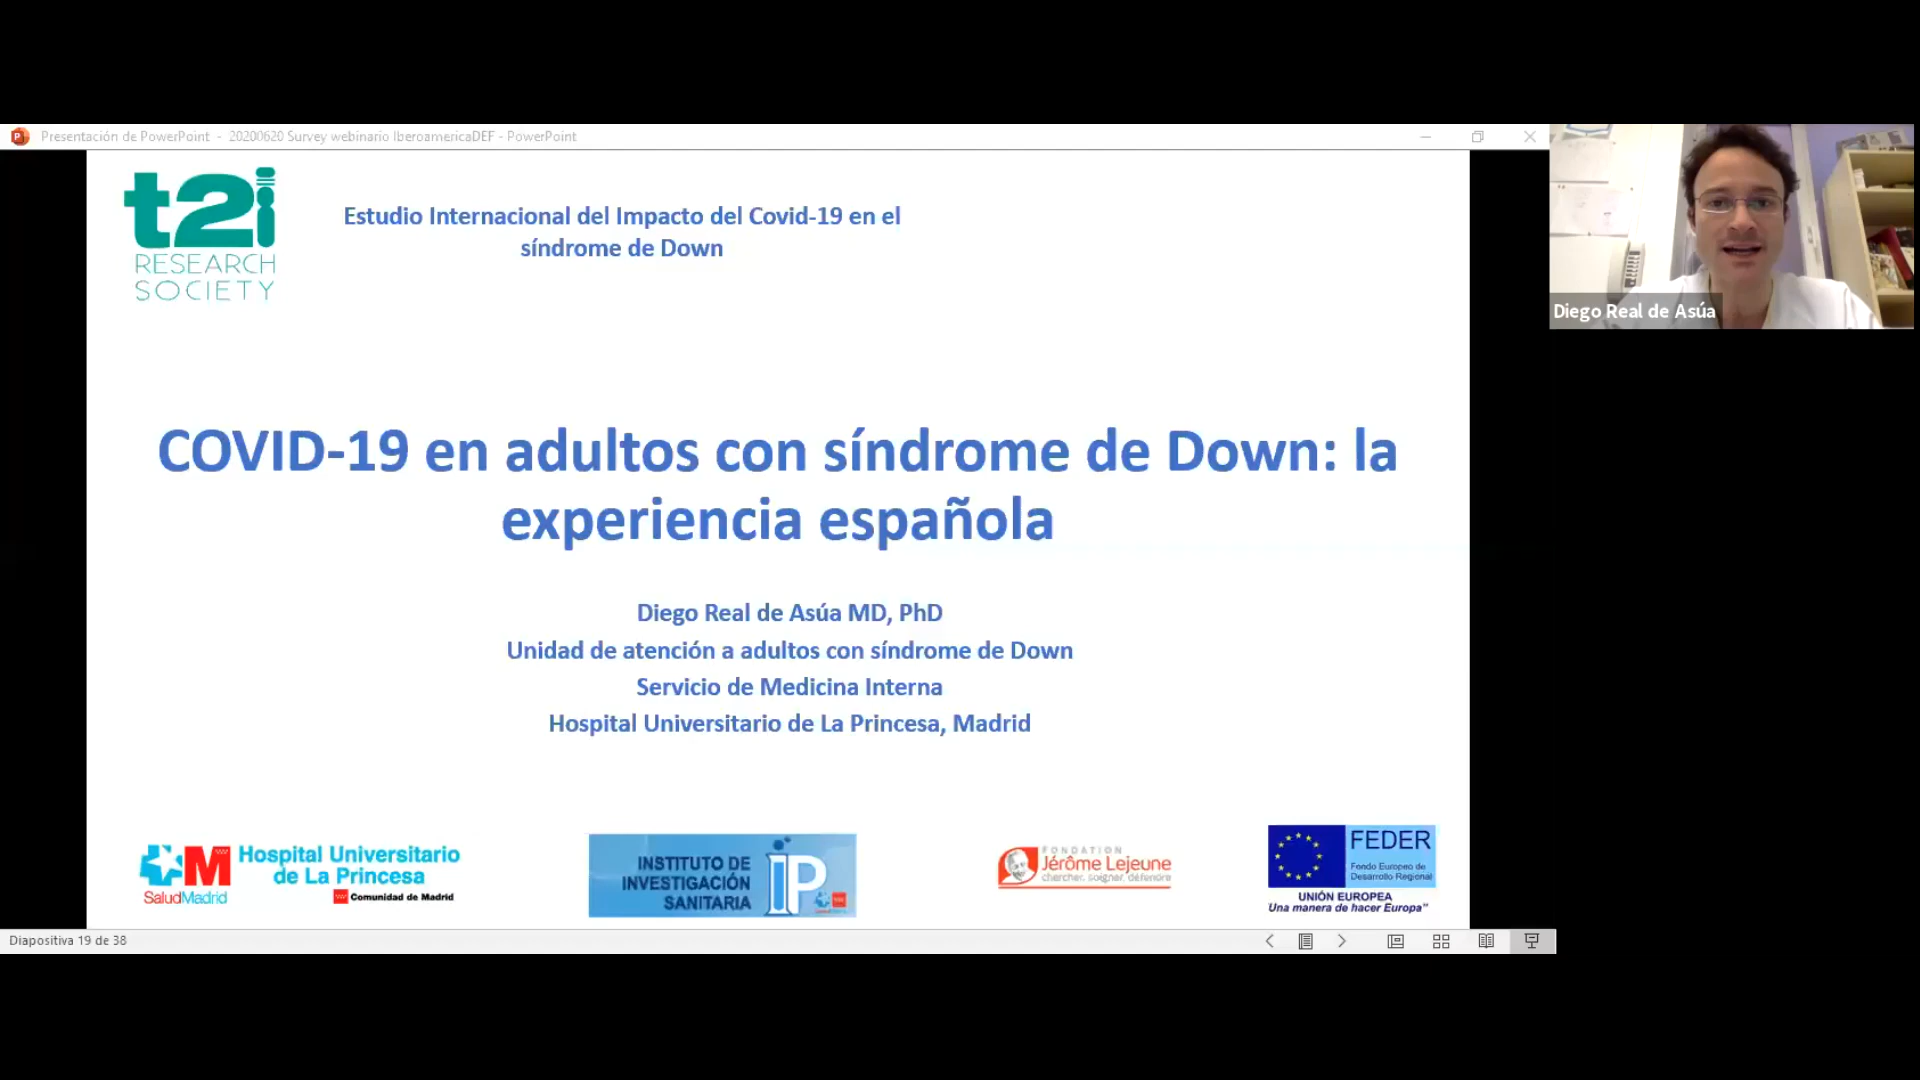 Presentación de PowerPoint - 20200620 Survey webinario IberoamericaDEF - PowerPoint
t2i
RESEARCH
SOCIETY
Estudio Internacional del Impacto del Covid-19 en el
síndrome de Down
Diego Real de Asúa
COVID-19 en adultos con síndrome de Down: la
experiencia española
Diego Real de Asúa MD, PhD
Unidad de atención a adultos con síndrome de Down
Servicio de Medicina Interna
Hospital Universitario de La Princesa, Madrid
M
SaludMadrid
Hospital Universitario
de La Princesa
Comunidad de Madrid
INSTITUTO DE
INVESTIGACIÓN
SANITARIA
IP
FONDATION
Jérôme Lejeune
chercher, soigner, défendre
FEDER
Fondo Europeo de
Desarrollo Regional
UNIÓN EUROPEA
Una manera de hacer Europa"
Diapositiva 19 de 38